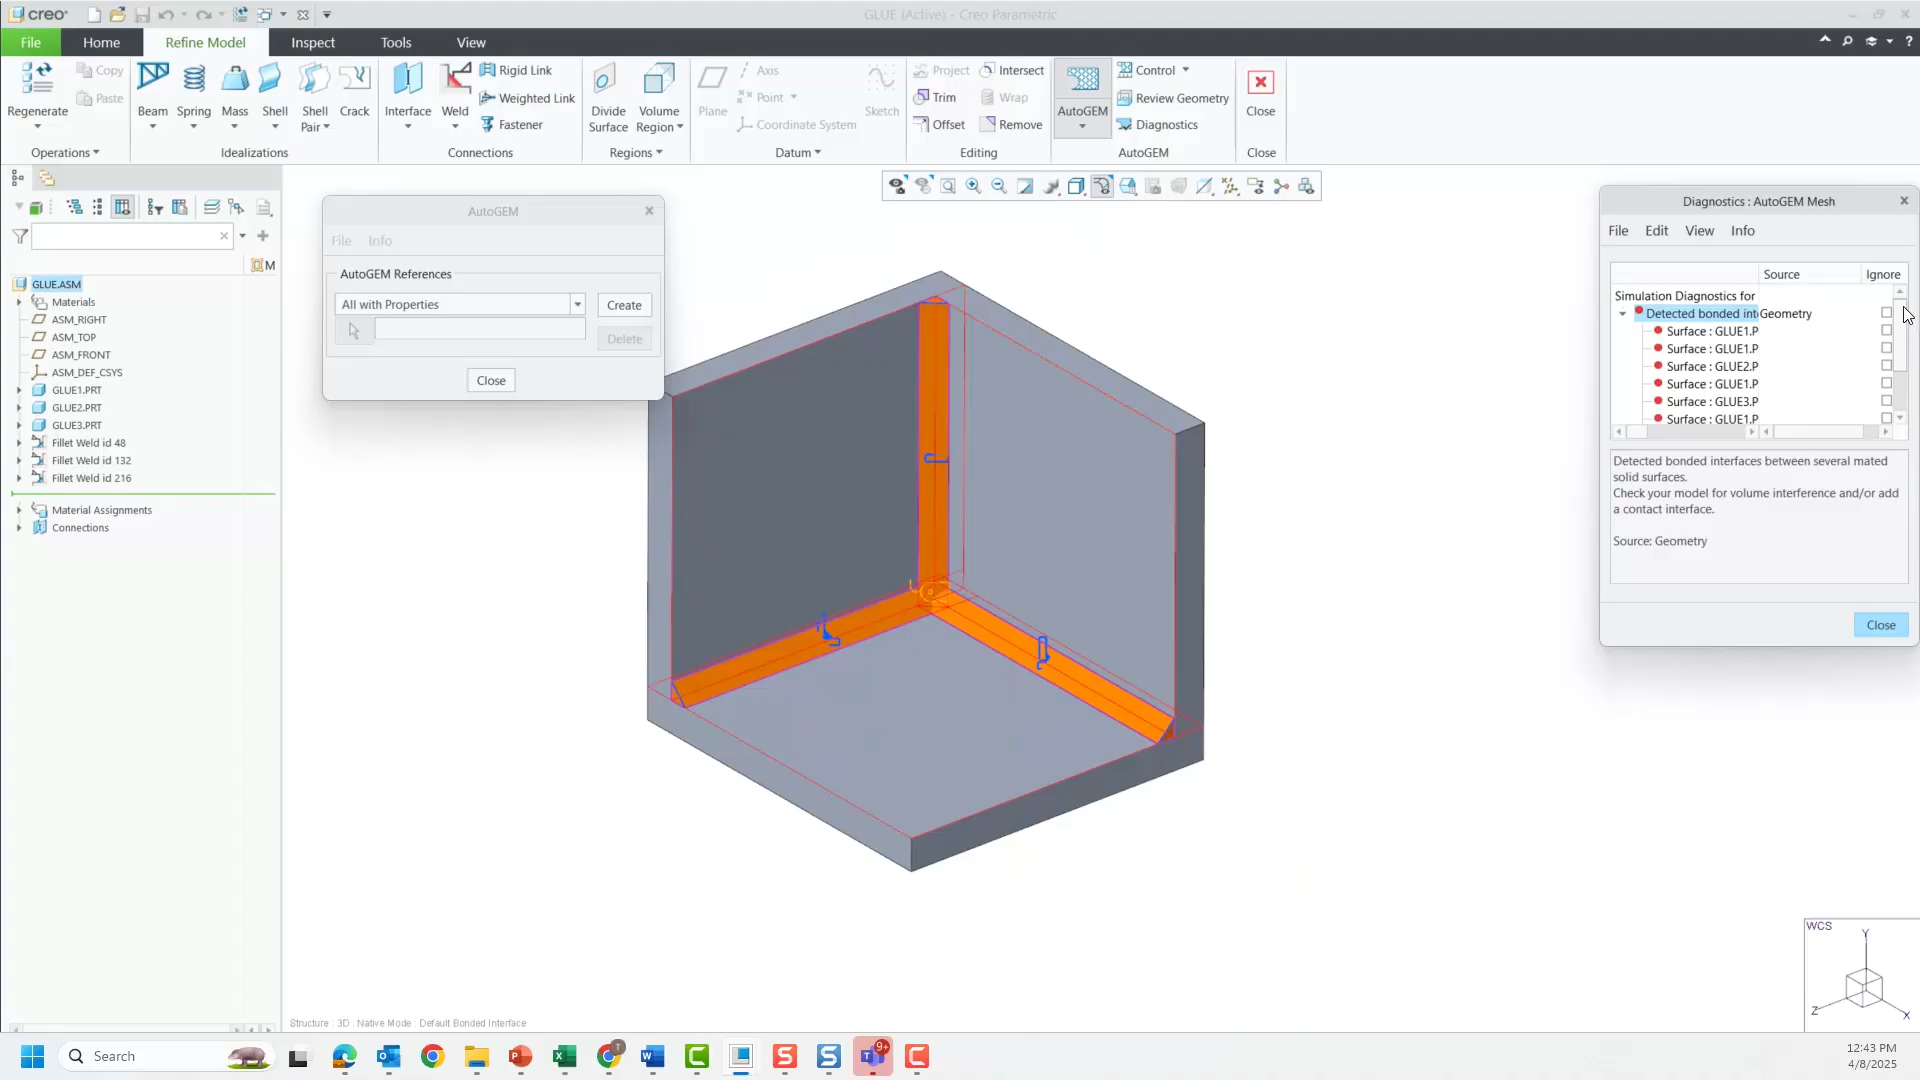 creo
GLUE (Active) - Creo Parametric
File
Home
Refine Model
Inspect
Tools
View
Regenerate
Copy
Paste
Operations
Beam
Spring
Mass
Shell
Shell
Pair
Crack
Idealizations
Interface
Weld
Rigid Link
Weighted Link
Fastener
Connections
Divide
Surface
Volume
Region
Regions
Plane
Axis
Point
Coordinate System
Sketch
Datum
Project
Intersect
Trim
Wrap
Offset
Remove
Editing
AutoGEM
Control
Review Geometry
Diagnostics
AutoGEM
Close
Close
M
GLUE.ASM
Materials
ASM_RIGHT
ASM_TOP
ASM_FRONT
ASM_DEF_CSYS
GLUE1.PRT
GLUE2.PRT
GLUE3.PRT
Fillet Weld id 48
Fillet Weld id 132
Fillet Weld id 216
Material Assignments
Connections
AutoGEM
File
Info
AutoGEM References
All with Properties
Create
Delete
Close
Diagnostics : AutoGEM Mesh
File
Edit
View
Info
Source
Ignore
Simulation Diagnostics for
Detected bonded int Geometry
Surface : GLUE1.P
Surface : GLUE1.P
Surface : GLUE2.P
Surface : GLUE1.P
Surface : GLUE3.P
Surface : GLUE1.P
Detected bonded interfaces between several mated
solid surfaces.
Check your model for volume interference and/or add
a contact interface.
Source: Geometry
Close
WCS
Y
Z
X
Structure : 3D : Native Mode : Default Bonded Interface
Search
T
9+
12:43 PM
4/8/2025